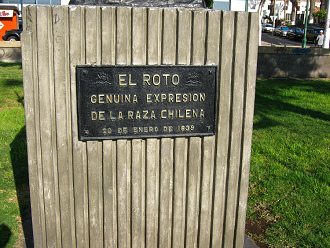 EL ROTO
GENUINA EXPRESION
DE LA RAZA CHILENA
20 DE ENERO DE 1839